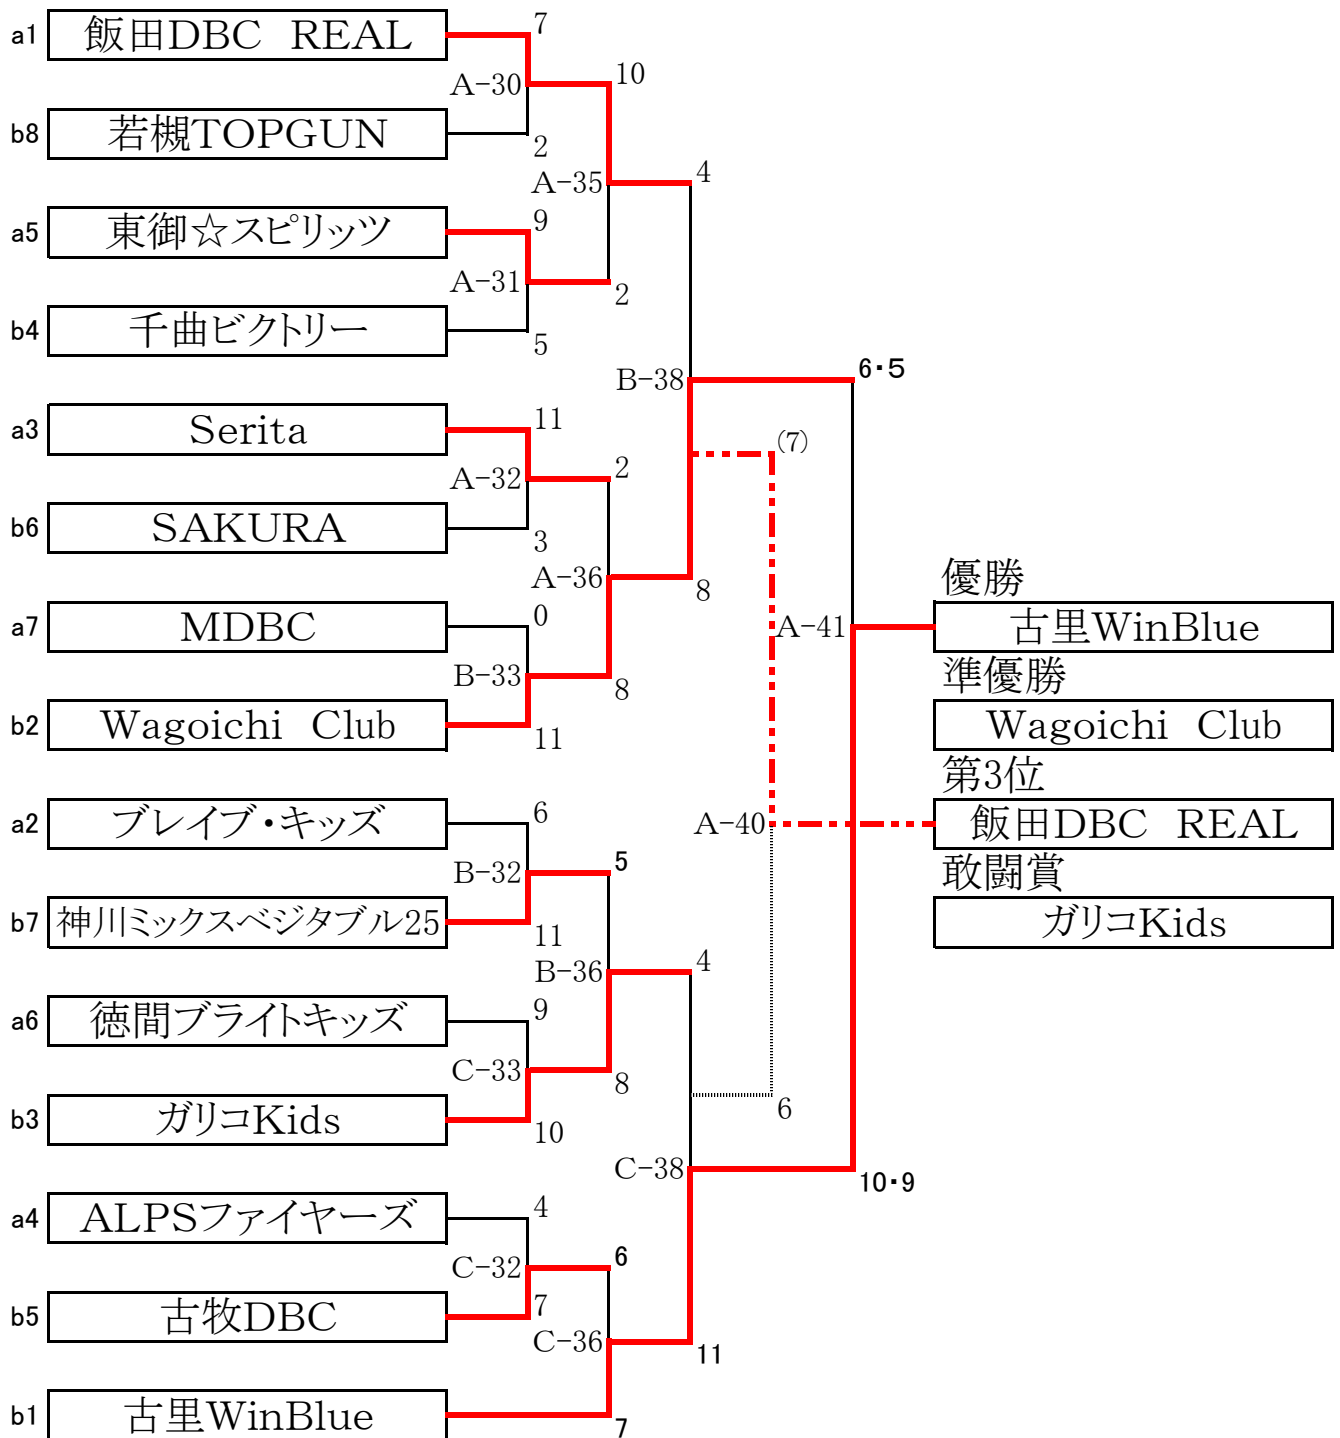 a1 飯田DBC　REAL 7
A-30 10
b8 若槻TOPGUN 2
A-35 4
a5 東御☆スピリッツ 9
A-31 2
b4 千曲ビクトリー 5
B-38 6・5
a3 Serita 11
(7)
A-32 2
b6 SAKURA 3
A-36 8
優勝
a7 MDBC 0
A-41 古里WinBlue
B-33 8
準優勝
b2 Wagoichi　Club 11
Wagoichi　Club
第3位
a2 ブレイブ・キッズ 6
A-40 飯田DBC　REAL
B-32 5
敢闘賞
b7 神川ミックスベジタブル25 11
ガリコKids
B-36 4
a6 徳間ブライトキッズ 9
C-33 8
6
b3 ガリコKids 10
C-38 10・9
a4 ALPSファイヤーズ 4
C-32 6
b5 古牧DBC 7
C-36 11
b1 古里WinBlue 7